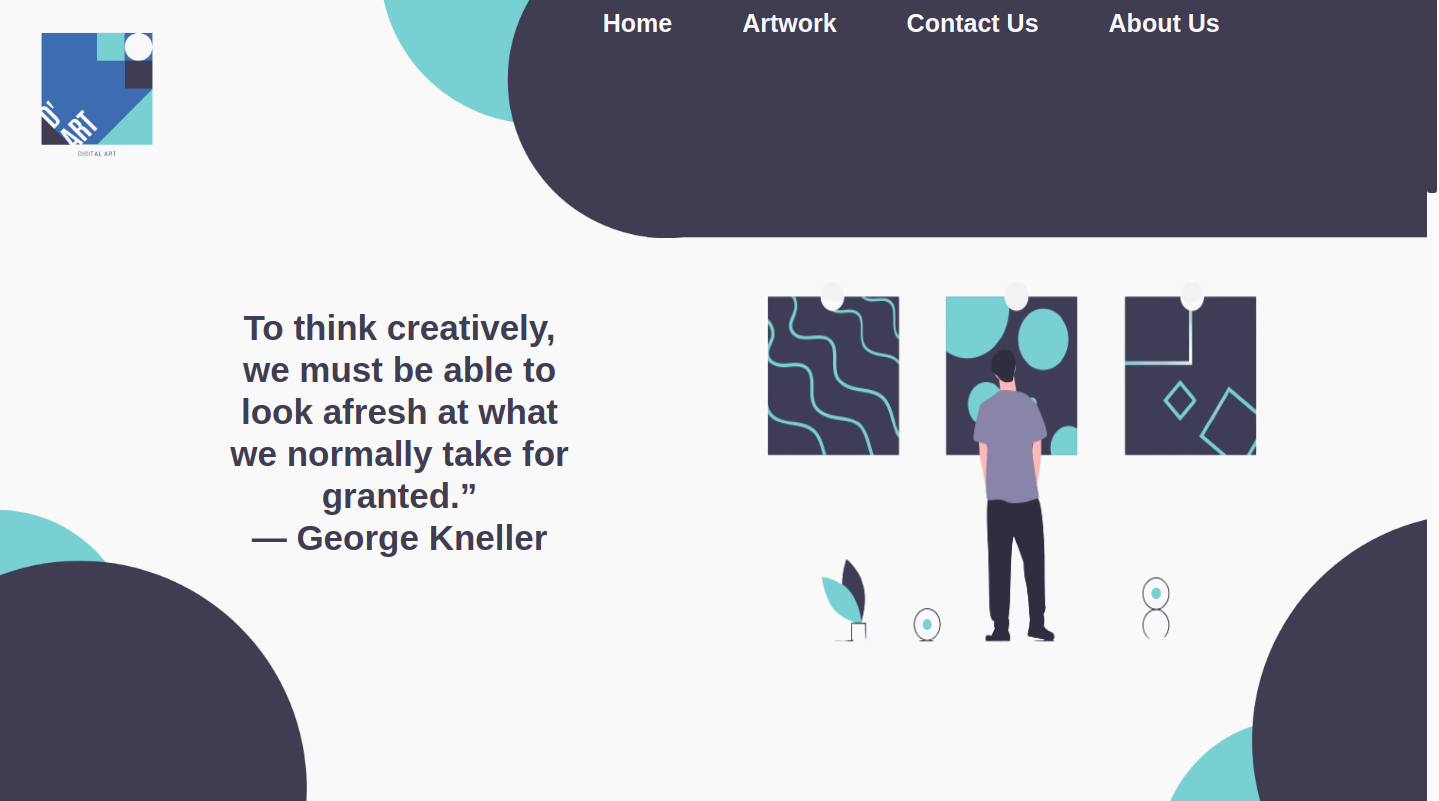 Home Artwork Contact Us About Us
D'
ART
DIGITAL ART
To think creatively,
we must be able to
look afresh at what
we normally take for
granted.”
— George Kneller